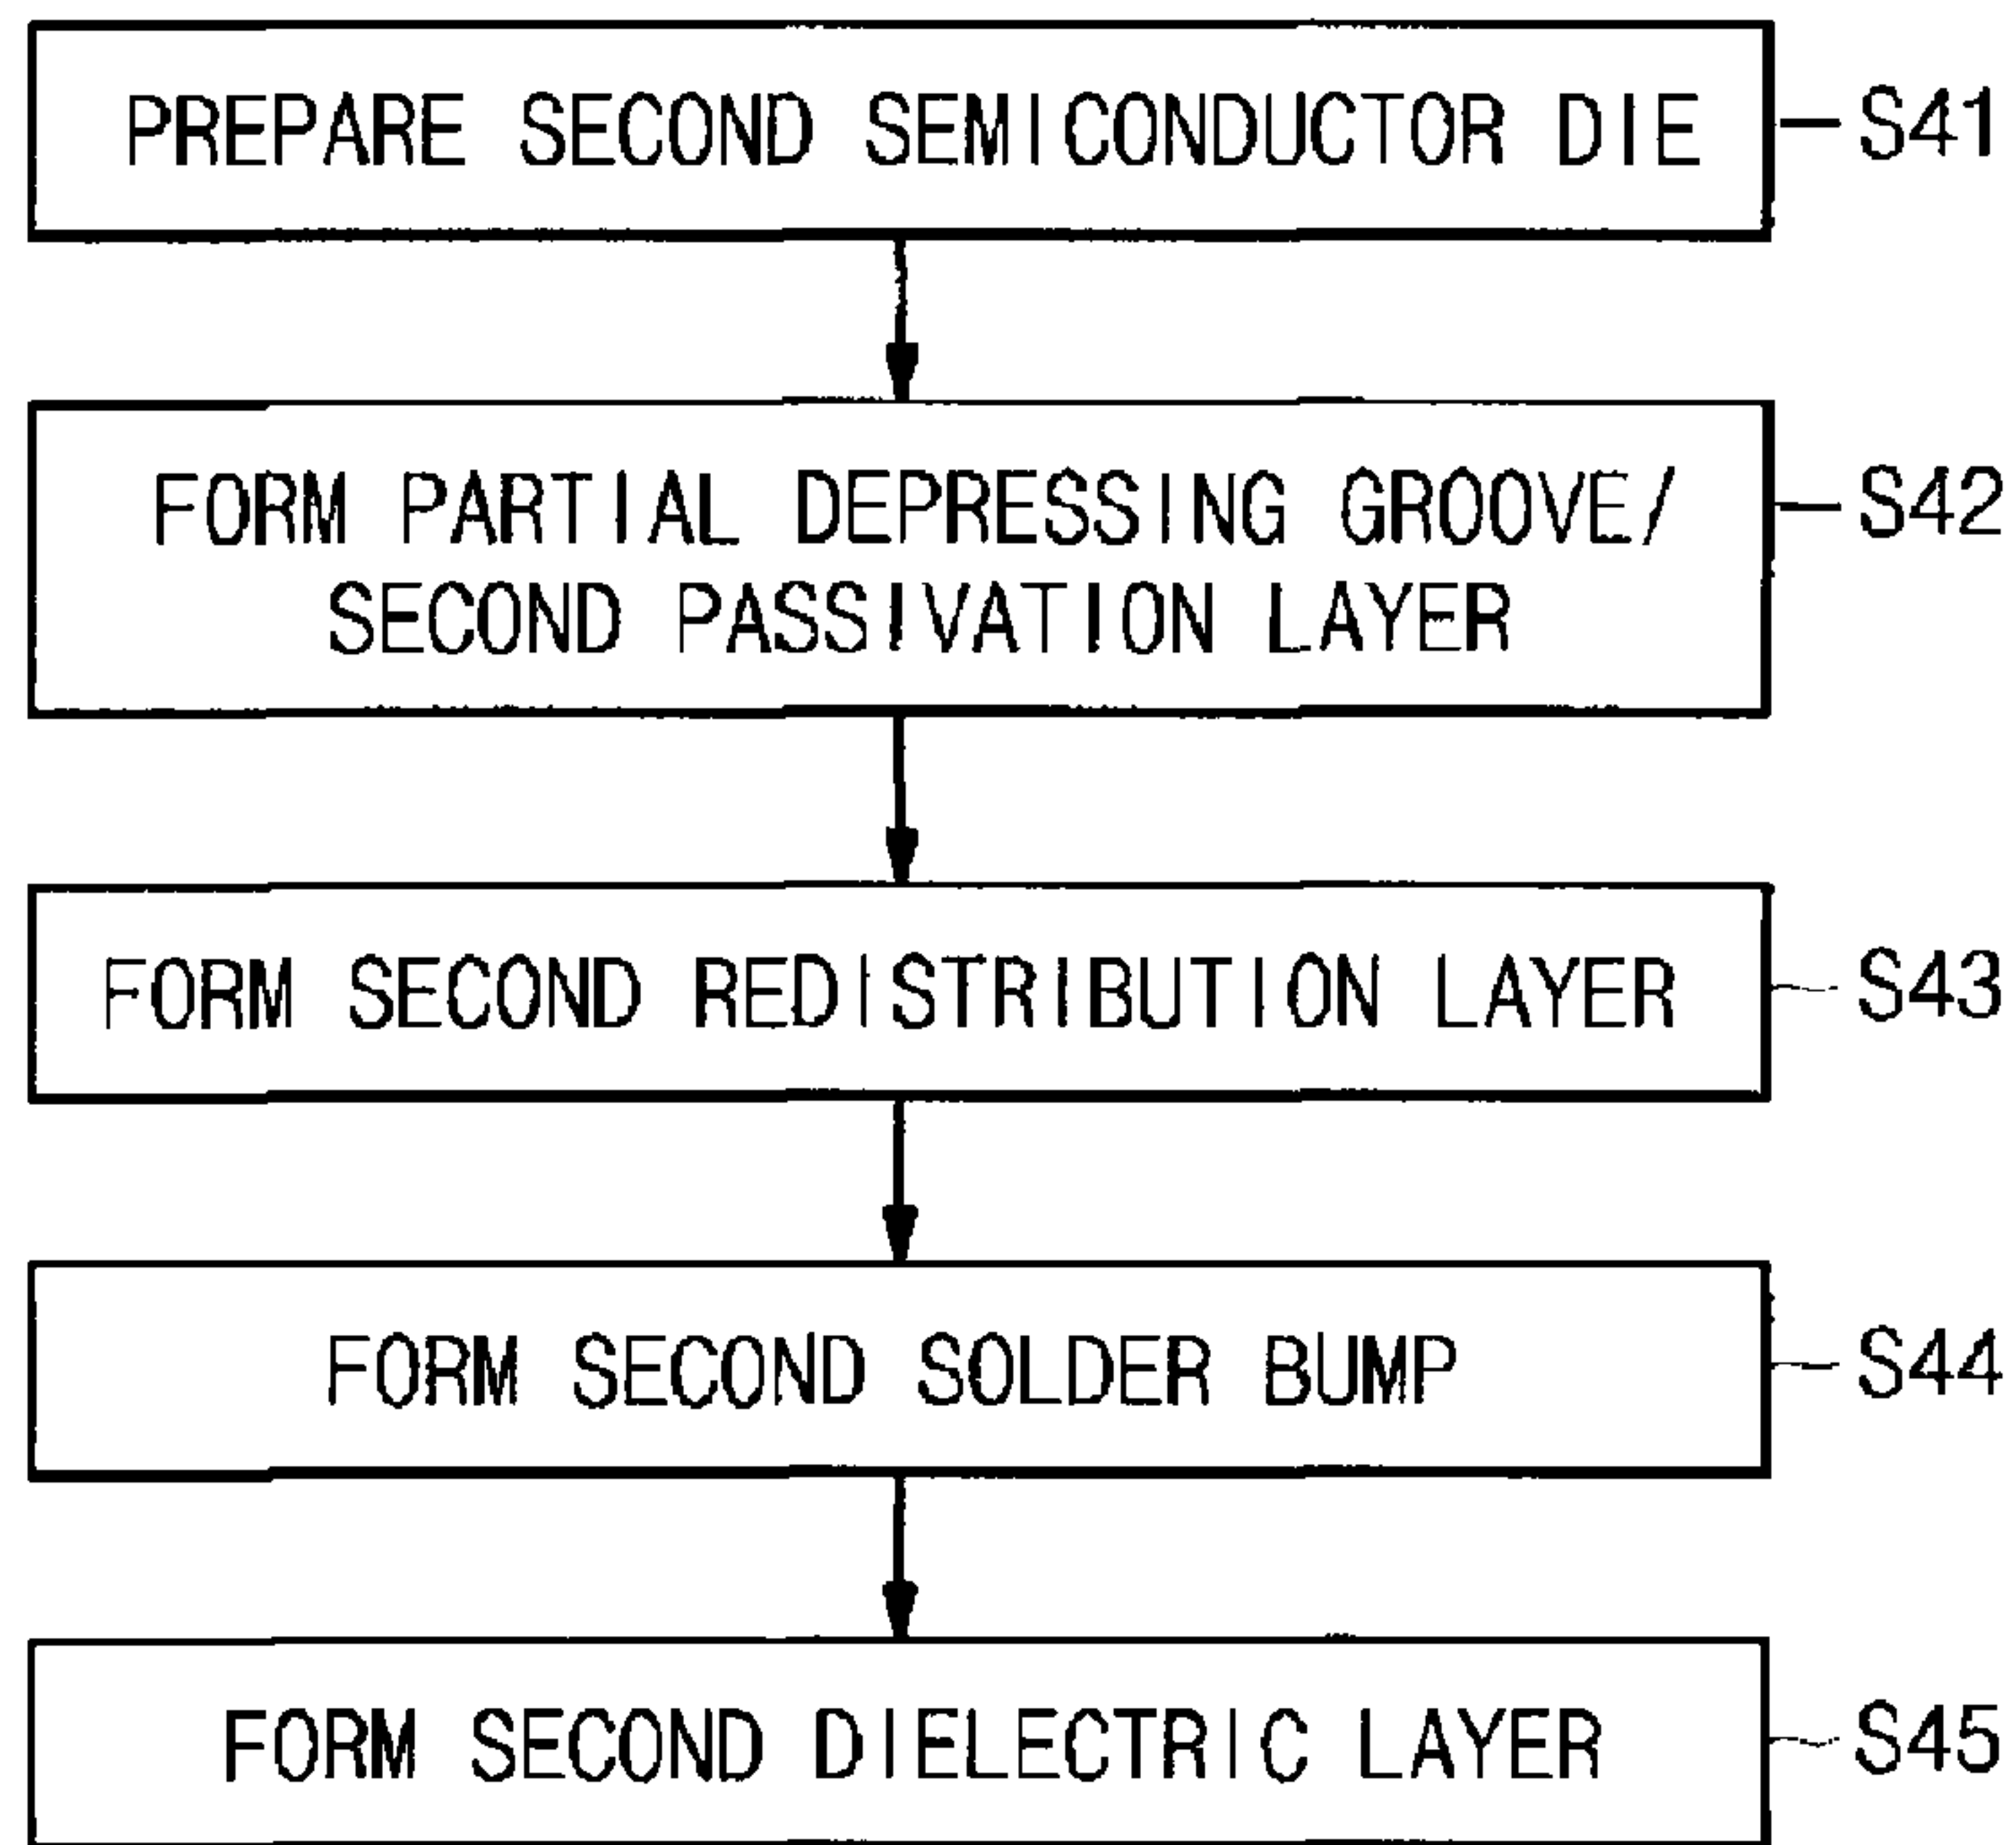 PREPARE SECOND SEMICONDUCTOR DIE
S41
FORM PARTIAL DEPRESSING GROOVE/
SECOND PASSIVATION LAYER
S42
FORM SECOND REDISTRIBUTION LAYER
S43
FORM SECOND SOLDER BUMP
S44
FORM SECOND DIELECTRIC LAYER
S45